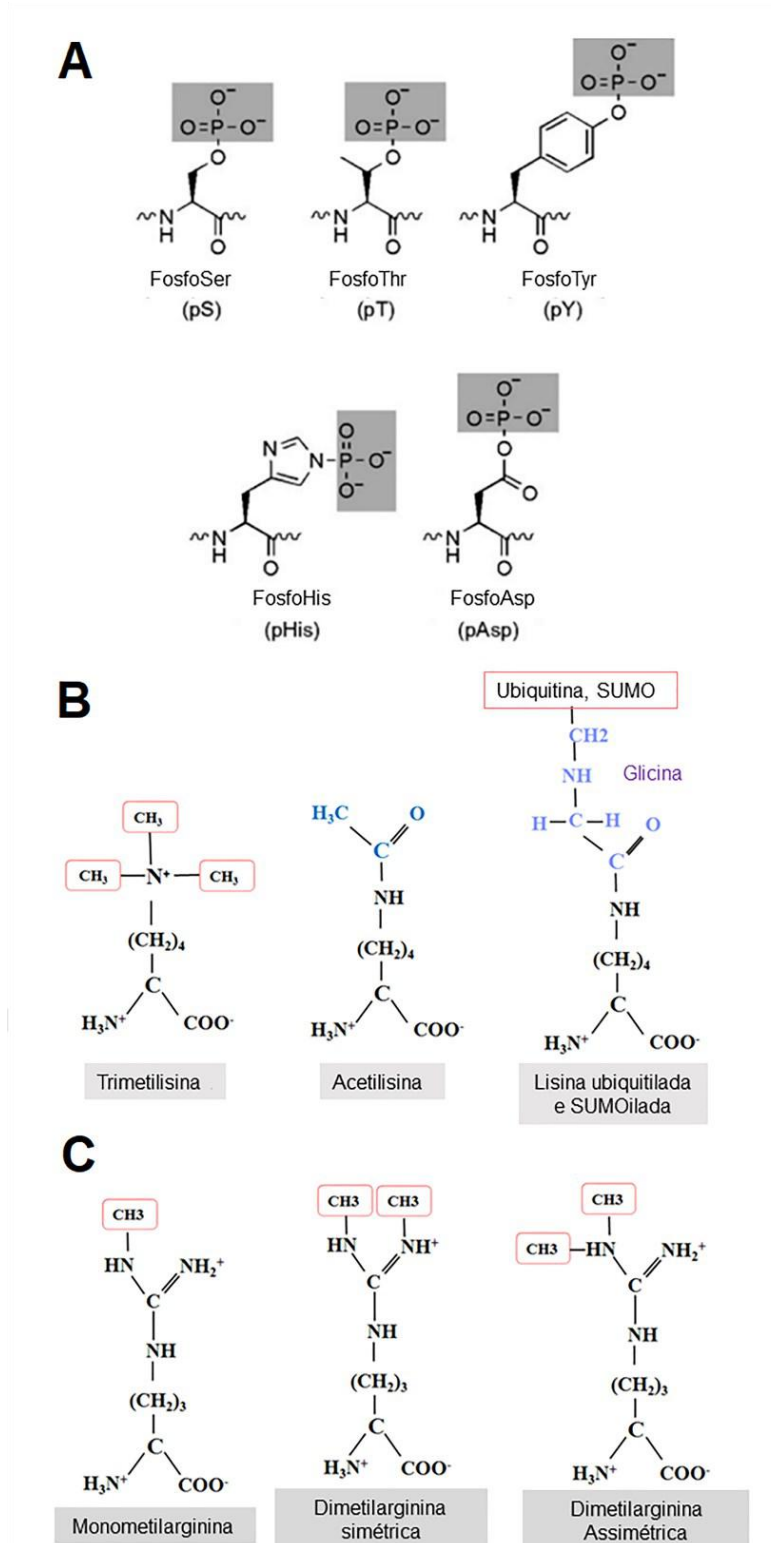 A
O⁻ O⁻ O⁻
O=P-O⁻ O=P-O⁻ O=P-O⁻
O O O
N H O N H O N H O
FosfoSer FosfoThr FosfoTyr
(pS) (pT) (pY)
O O⁻
N N-P-O⁻ O=P-O⁻
O⁻ O
O
N H O N H O
FosfoHis FosfoAsp
(pHis) (pAsp)
B
Ubiquitina, SUMO
CH2
NH Glicina
CH₃ H₃C O H-C-H O
CH₃ N⁺ CH₃ C C
NH NH
(CH₂)₄ (CH₂)₄ (CH₂)₄
C C C
H₃N⁺ COO⁻ H₃N⁺ COO⁻ H₃N⁺ COO⁻
Trimetilisina Acetilisina Lisina ubiquitilada
e SUMOilada
C
CH3 CH3 CH3 CH3
HN NH₂⁺ HN NH⁺ CH3 HN NH₂⁺
C C C
NH NH NH
(CH₂)₃ (CH₂)₃ (CH₂)₃
C C C
H₃N⁺ COO⁻ H₃N⁺ COO⁻ H₃N⁺ COO⁻
Monometilarginina Dimetilarginina Dimetilarginina
simétrica Assimétrica